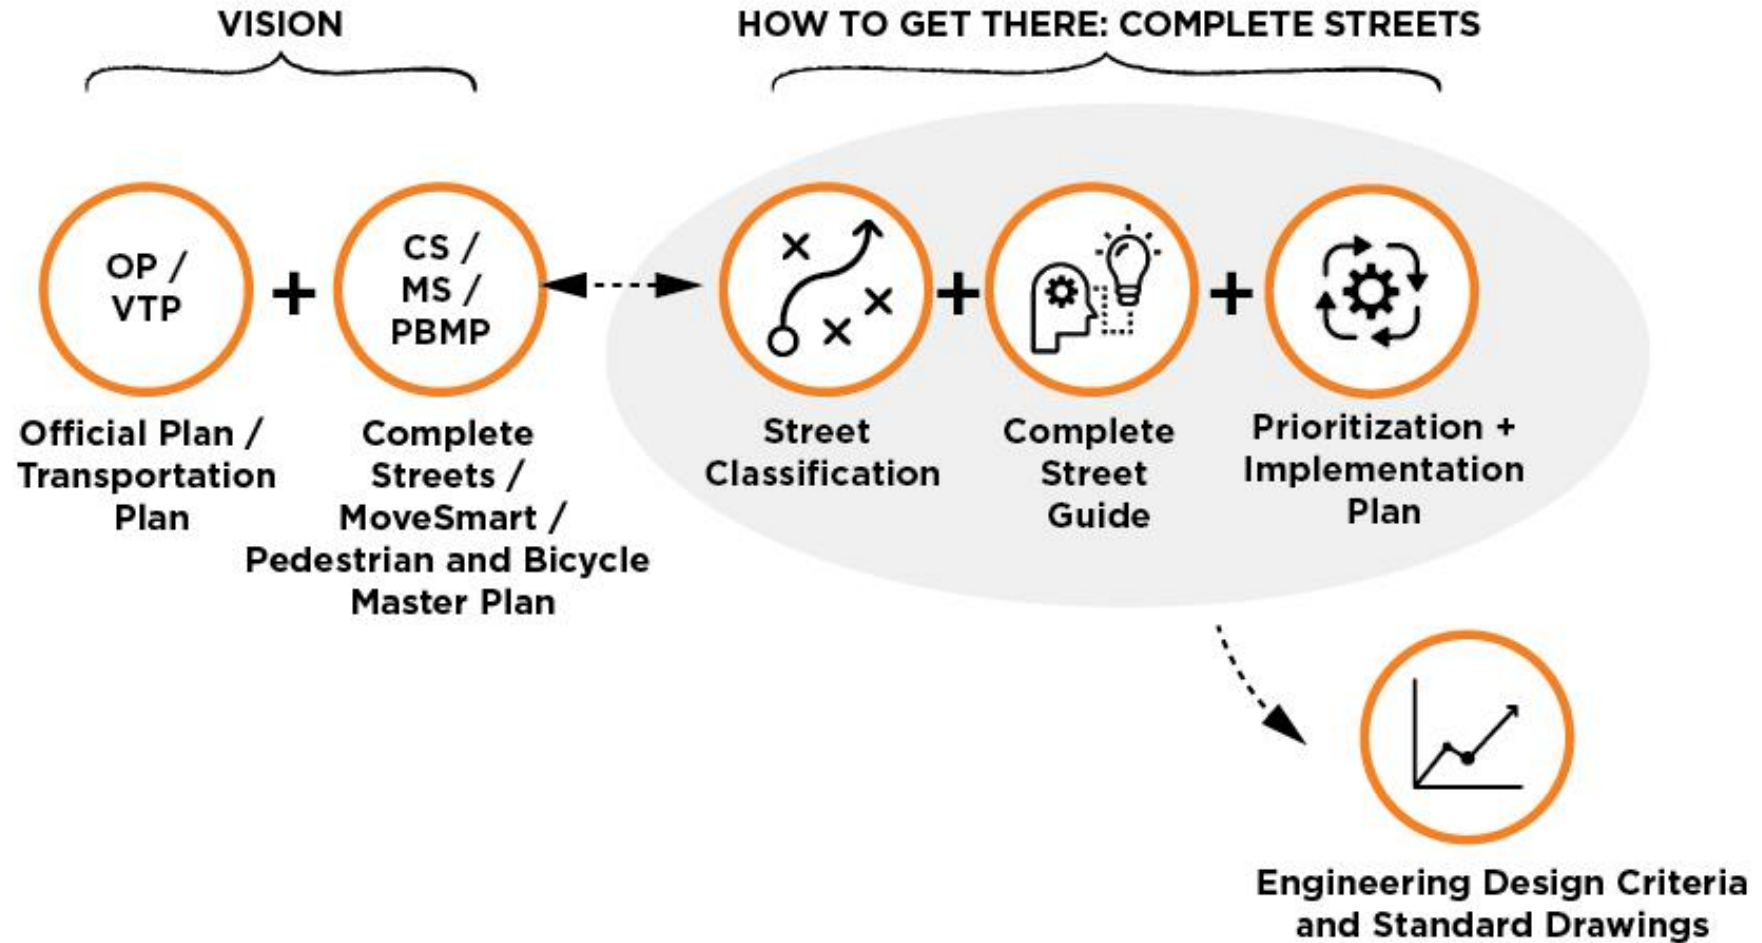 VISION
HOW TO GET THERE: COMPLETE STREETS
OP /
VTP
+
CS /
MS /
PBMP
+
+
Official Plan /
Transportation
Plan
Complete
Streets /
MoveSmart /
Pedestrian and Bicycle
Master Plan
Street
Classification
Complete
Street
Guide
Prioritization +
Implementation
Plan
Engineering Design Criteria
and Standard Drawings